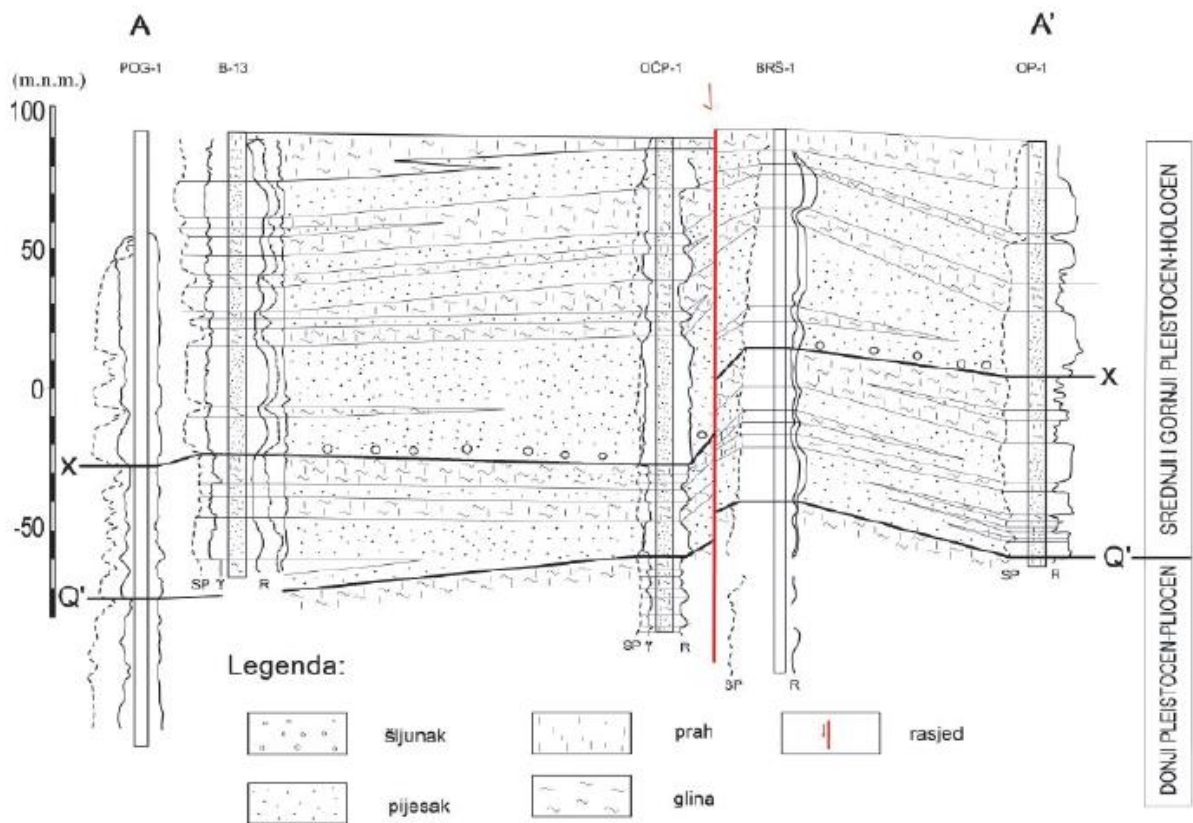 A A'
POG-1 B-13 OČP-1 BRŠ-1 OP-1
(m.n.m.)
100
50
0
X
X
-50
Q'
Q'
SP γ R
SP γ R
SP R
SP R
SREDNJI I GORNJI PLEISTOCEN-HOLOCEN
DONJI PLEISTOCEN-PLIOCEN
Legenda:
šljunak
prah
rasjed
pijesak
glina